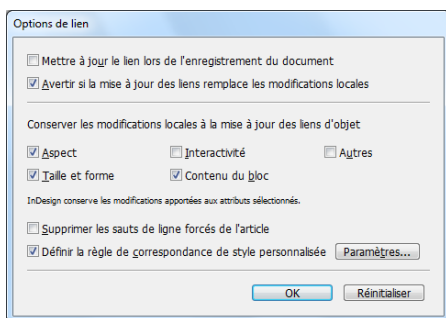 Options de lien
Mettre à jour le lien lors de l'enregistrement du document
Avertir si la mise à jour des liens remplace les modifications locales
Conserver les modifications locales à la mise à jour des liens d'objet
Aspect Interactivité Autres
Taille et forme Contenu du bloc
InDesign conserve les modifications apportées aux attributs sélectionnés.
Supprimer les sauts de ligne forcés de l'article
Définir la règle de correspondance de style personnalisée Paramètres...
OK Réinitialiser